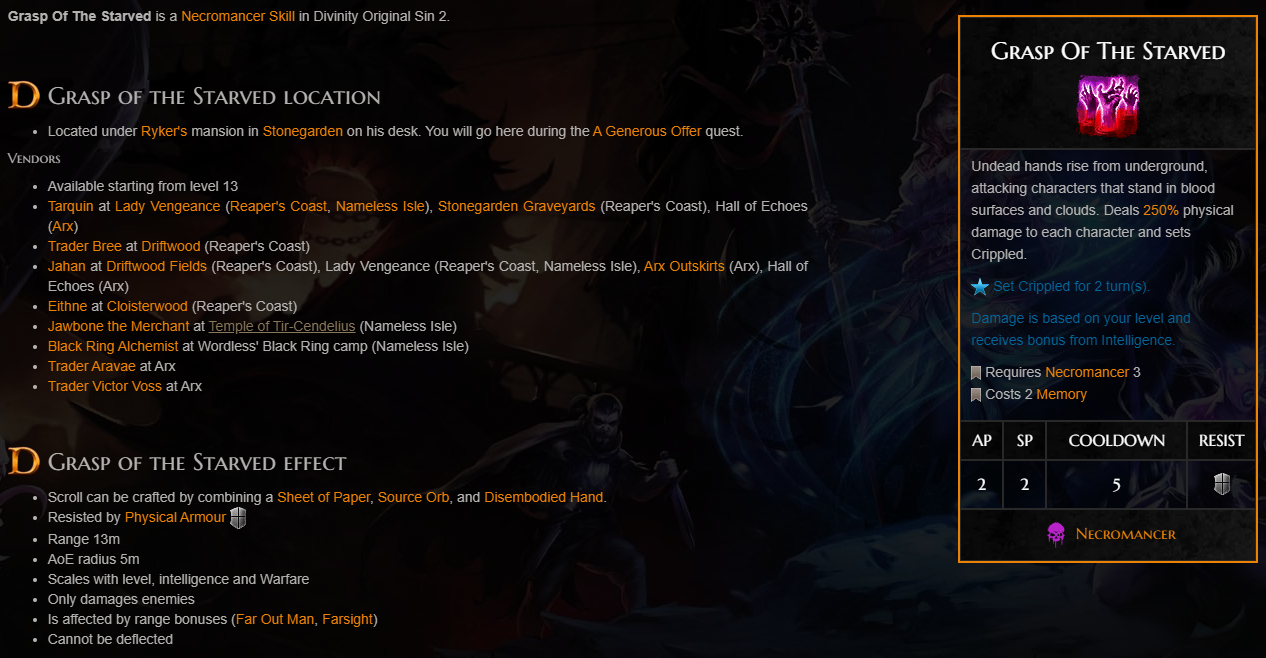 Grasp Of The Starved is a Necromancer Skill in Divinity Original Sin 2.
Grasp of the Starved location
Located under Ryker's mansion in Stonegarden on his desk. You will go here during the A Generous Offer quest.
Vendors
Available starting from level 13
Tarquin at Lady Vengeance (Reaper's Coast, Nameless Isle), Stonegarden Graveyards (Reaper's Coast), Hall of Echoes
(Arx)
Trader Bree at Driftwood (Reaper's Coast)
Jahan at Driftwood Fields (Reaper's Coast), Lady Vengeance (Reaper's Coast, Nameless Isle), Arx Outskirts (Arx), Hall of
Echoes (Arx)
Eithne at Cloisterwood (Reaper's Coast)
Jawbone the Merchant at Temple of Tir-Cendelius (Nameless Isle)
Black Ring Alchemist at Wordless' Black Ring camp (Nameless Isle)
Trader Aravae at Arx
Trader Victor Voss at Arx
Grasp of the Starved effect
Scroll can be crafted by combining a Sheet of Paper, Source Orb, and Disembodied Hand.
Resisted by Physical Armour
Range 13m
AoE radius 5m
Scales with level, intelligence and Warfare
Only damages enemies
Is affected by range bonuses (Far Out Man, Farsight)
Cannot be deflected
Grasp Of The Starved
Undead hands rise from underground,
attacking characters that stand in blood
surfaces and clouds. Deals 250% physical
damage to each character and sets
Crippled.
Set Crippled for 2 turn(s).
Damage is based on your level and
receives bonus from Intelligence.
Requires Necromancer 3
Costs 2 Memory
AP SP COOLDOWN RESIST
2 2 5
Necromancer